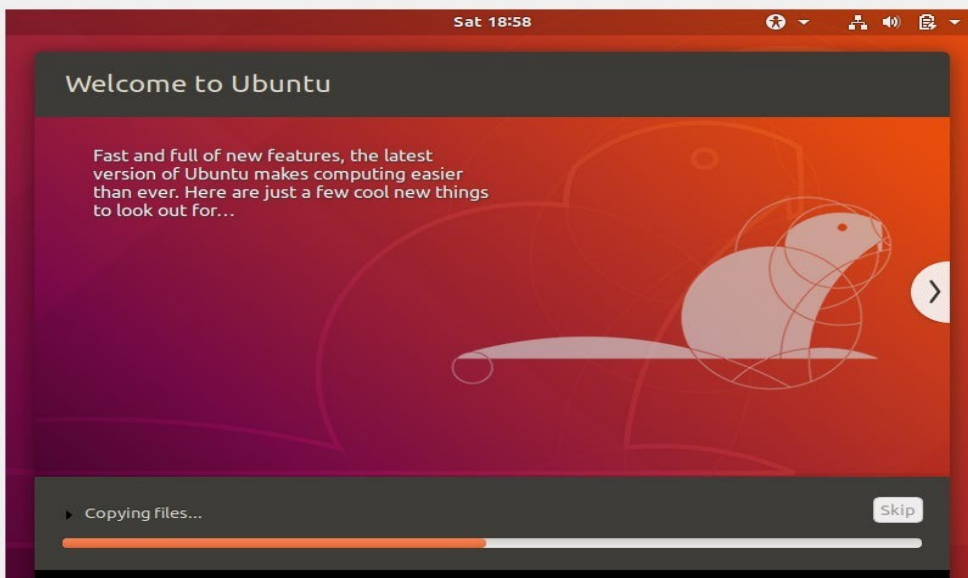 Sat 18:58
Welcome to Ubuntu
Fast and full of new features, the latest
version of Ubuntu makes computing easier
than ever. Here are just a few cool new things
to look out for…
Copying files...
Skip